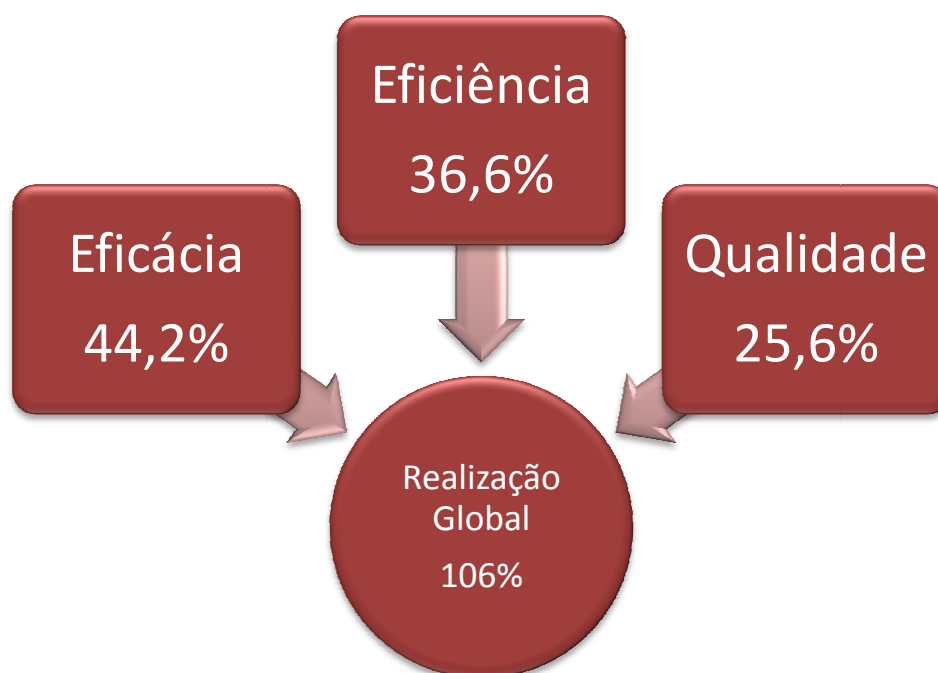 Eficiência
36,6%
Eficácia
44,2%
Qualidade
25,6%
Realização
Global
106%